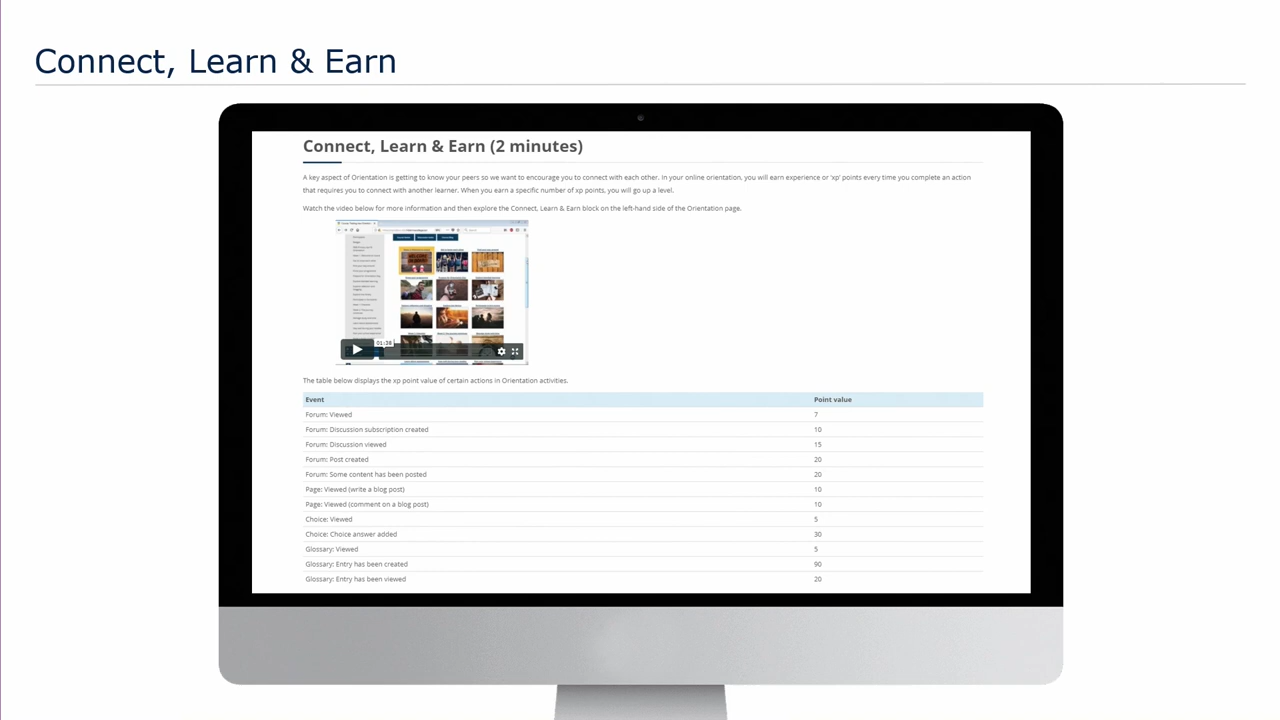 Connect, Learn & Earn
Connect, Learn & Earn (2 minutes)
A key aspect of Orientation is getting to know your peers so we want to encourage you to connect with each other. In your online orientation, you will earn experience or 'xp' points every time you complete an action
that requires you to connect with another learner. When you earn a specific number of xp points, you will go up a level.
Watch the video below for more information and then explore the Connect, Learn & Earn block on the left-hand side of the Orientation page.
01:36
The table below displays the xp point value of certain actions in Orientation activities.
Event Point value
Forum: Viewed 7
Forum: Discussion subscription created 10
Forum: Discussion viewed 15
Forum: Post created 20
Forum: Some content has been posted 20
Page: Viewed (write a blog post) 10
Page: Viewed (comment on a blog post) 10
Choice: Viewed 5
Choice: Choice answer added 30
Glossary: Viewed 5
Glossary: Entry has been created 90
Glossary: Entry has been viewed 20